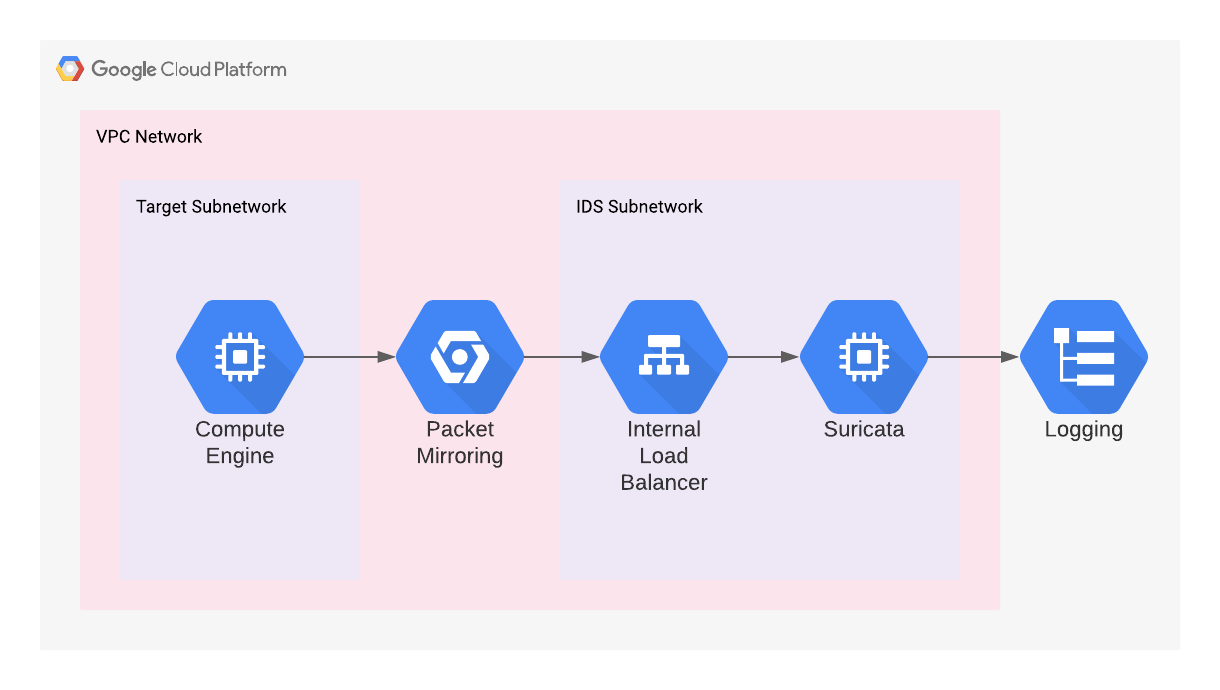 Google Cloud Platform
VPC Network
Target Subnetwork
IDS Subnetwork
Compute
Engine
Packet
Mirroring
Internal
Load
Balancer
Suricata
Logging